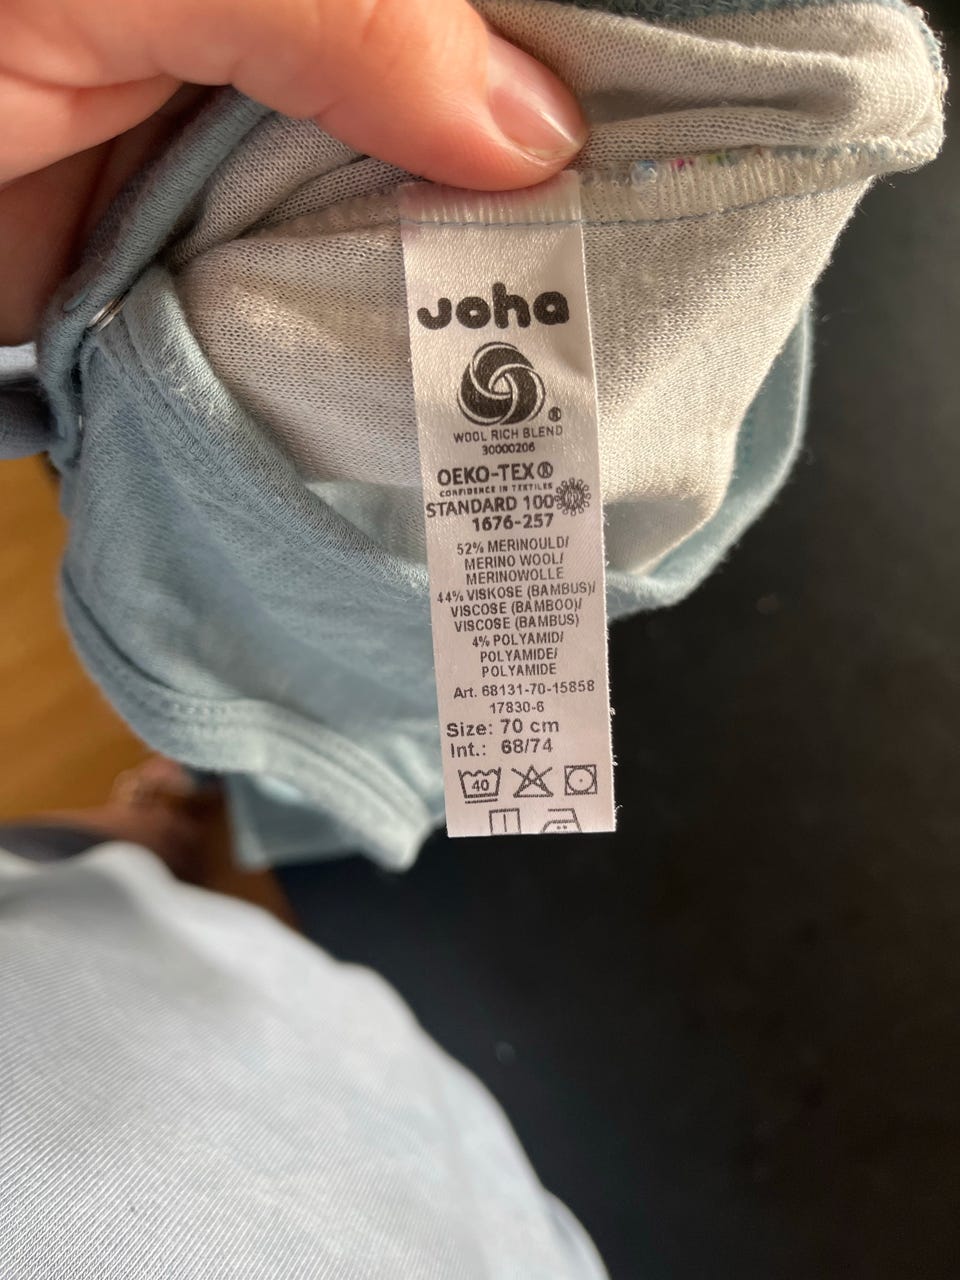 Joha
WOOL RICH BLEND ®
30000206
OEKO-TEX®
CONFIDENCE IN TEXTILES
STANDARD 100
1676-257
52% MERINOULD/
MERINO WOOL/
MERINOWOLLE
44% VISKOSE (BAMBUS)/
VISCOSE (BAMBOO)/
VISCOSE (BAMBUS)
4% POLYAMID/
POLYAMIDE/
POLYAMIDE
Art. 68131-70-15858
17830-6
Size: 70 cm
Int.: 68/74
40